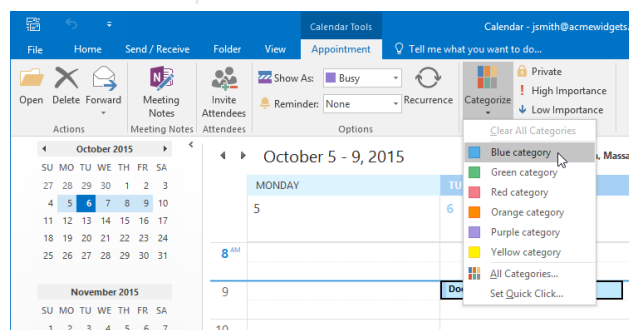 Calendar Tools
Calendar - jsmith@acmewidgets.
File Home Send / Receive Folder View Appointment Tell me what you want to do...
Open Delete Forward
Meeting Notes
Invite Attendees
Show As: Busy
Reminder: None
Recurrence
Categorize
Private
High Importance
Low Importance
Actions Meeting Notes Attendees Options
Clear All Categories
Blue category
Green category
Red category
Orange category
Purple category
Yellow category
All Categories...
Set Quick Click...
October 2015
SU MO TU WE TH FR SA
27 28 29 30 1 2 3
4 5 6 7 8 9 10
11 12 13 14 15 16 17
18 19 20 21 22 23 24
25 26 27 28 29 30 31
November 2015
SU MO TU WE TH FR SA
1 2 3 4 5 6 7
October 5 - 9, 2015
MONDAY TU
5 6
8 AM
9
10